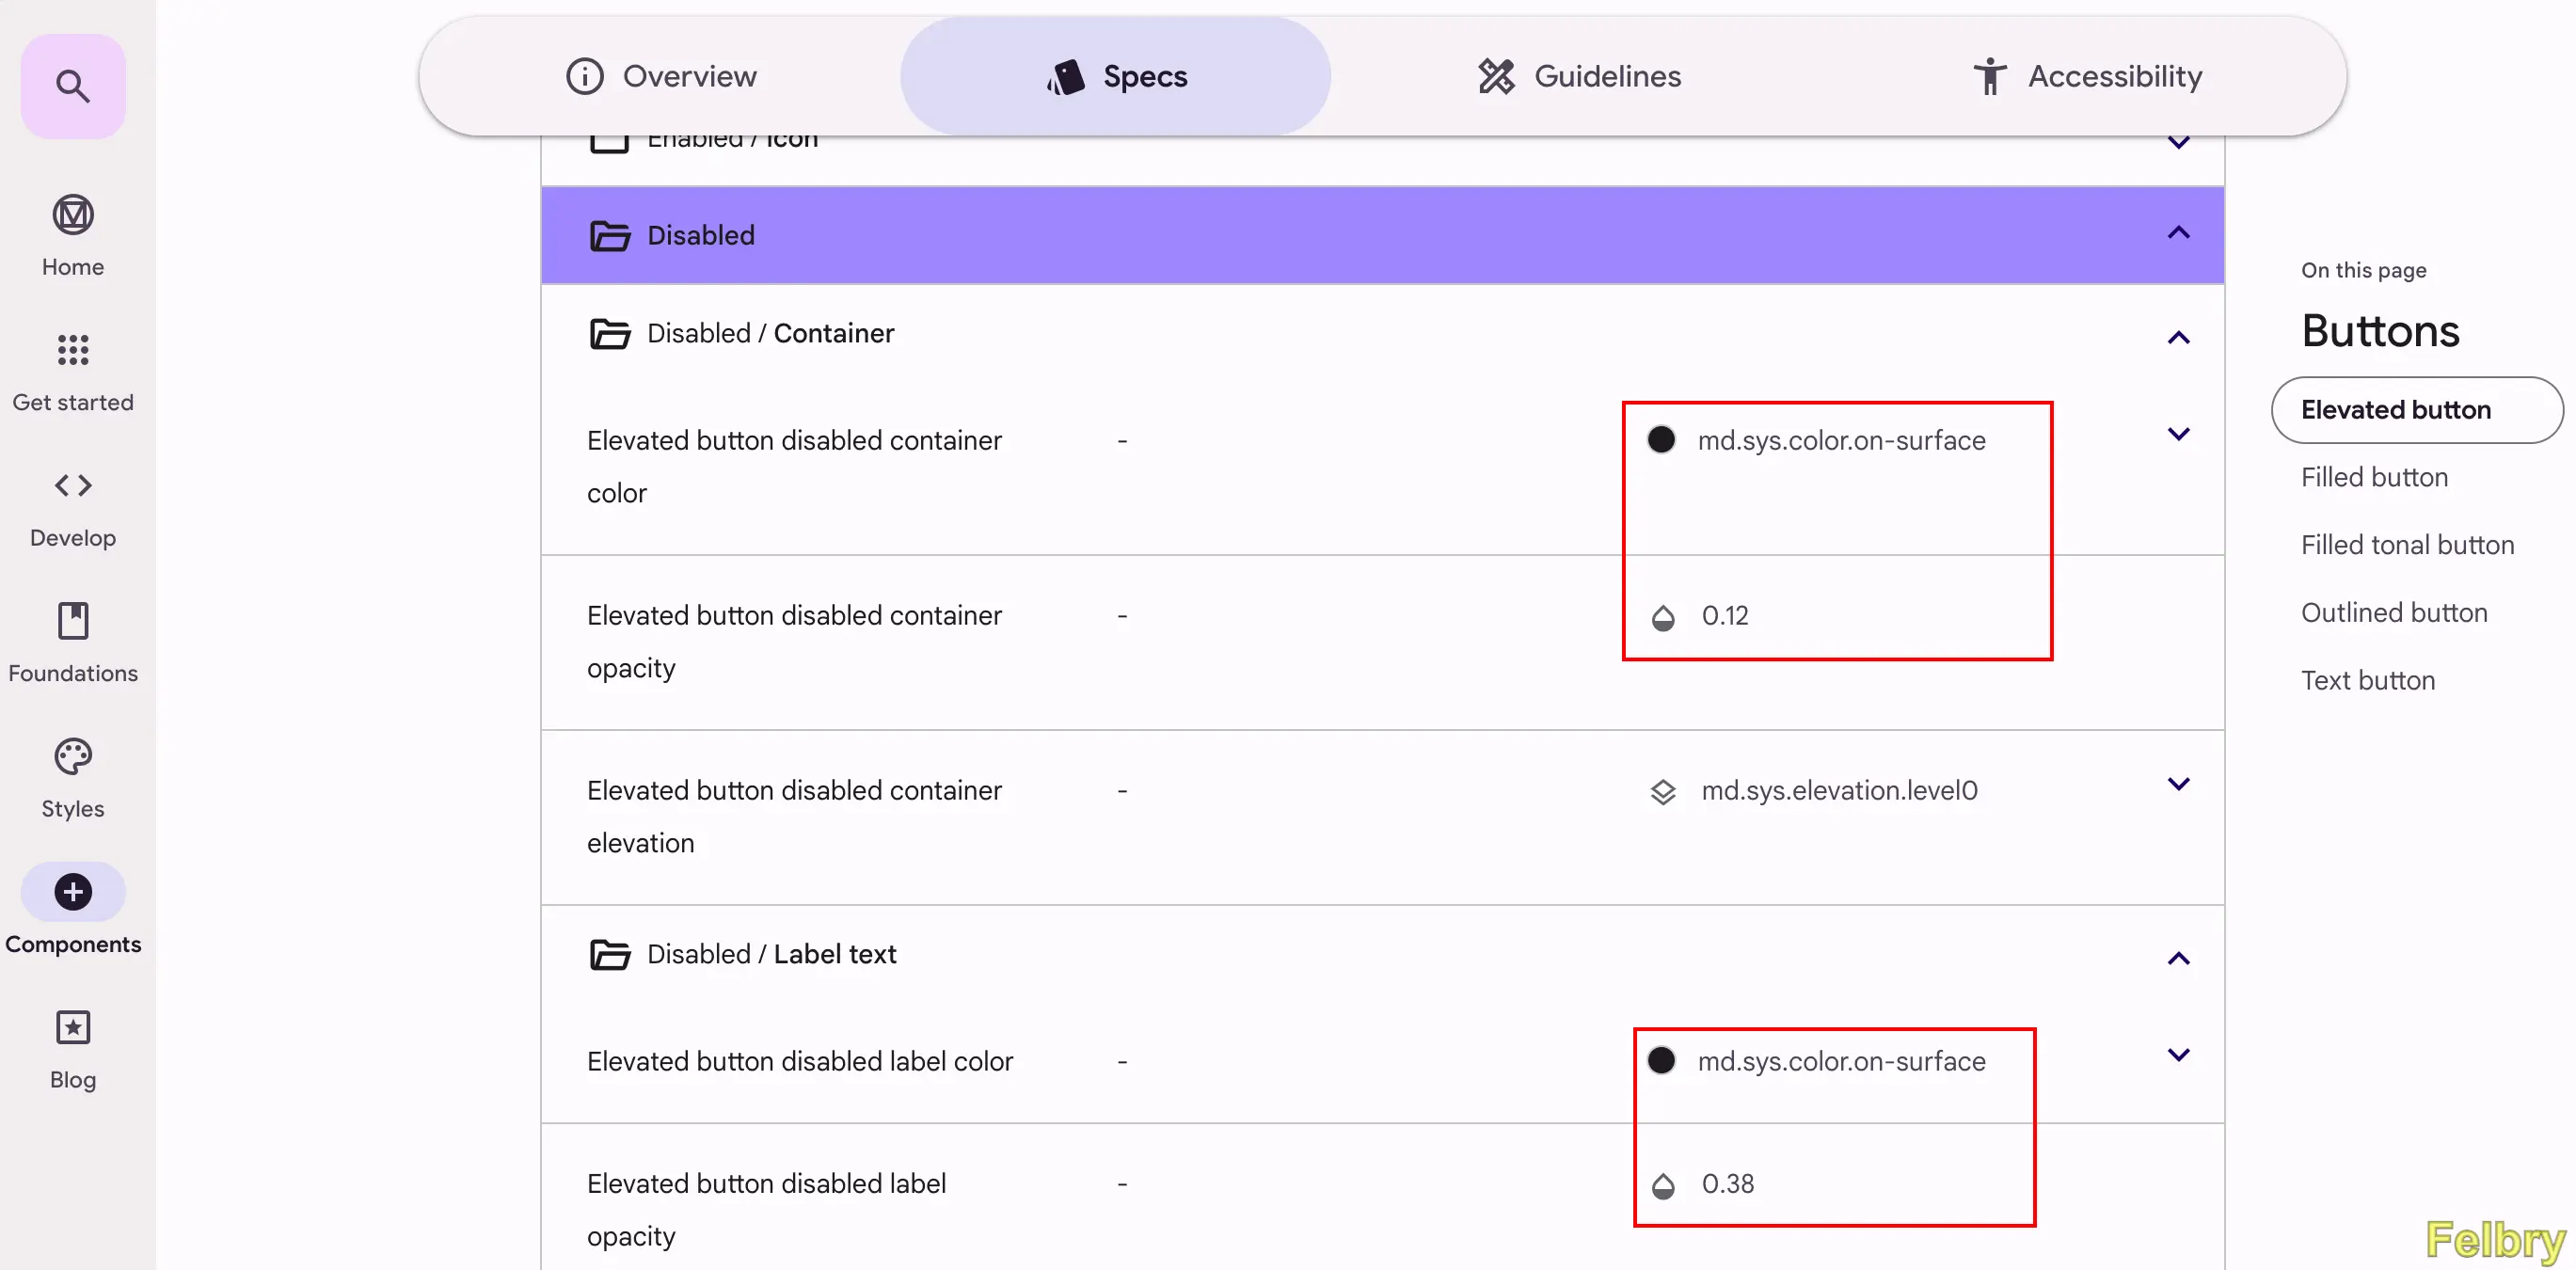 Overview
Specs
Guidelines
Accessibility
Enabled / Icon
Disabled
Disabled / Container
Elevated button disabled container
color
-
md.sys.color.on-surface
Elevated button disabled container
opacity
-
0.12
Elevated button disabled container
elevation
-
md.sys.elevation.level0
Disabled / Label text
Elevated button disabled label color
-
md.sys.color.on-surface
Elevated button disabled label
opacity
-
0.38
Home
Get started
Develop
Foundations
Styles
Components
Blog
On this page
Buttons
Elevated button
Filled button
Filled tonal button
Outlined button
Text button
Felbry